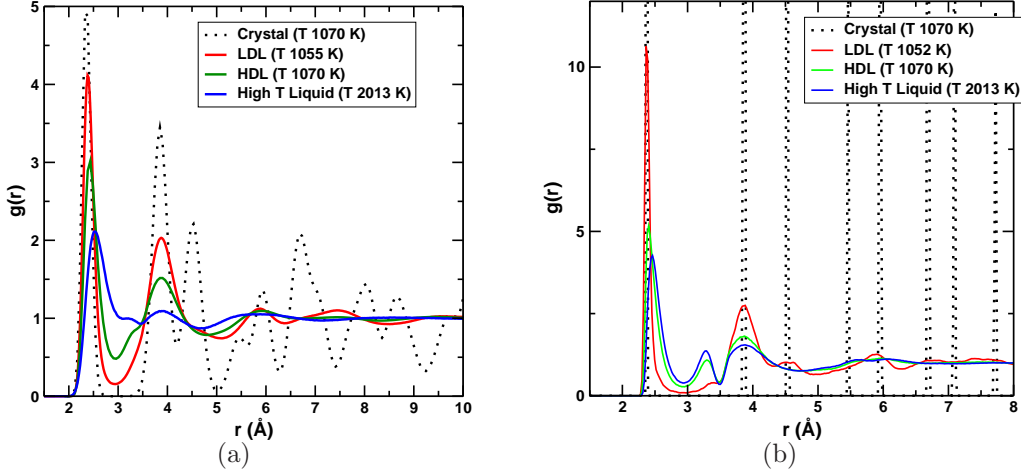 Crystal (T 1070 K)
LDL (T 1055 K)
HDL (T 1070 K)
High T Liquid (T 2013 K)
g(r)
5
4
3
2
1
0
2 3 4 5 6 7 8 9 10
r (Å)
(a)
Crystal (T 1070 K)
LDL (T 1052 K)
HDL (T 1070 K)
High T Liquid (T 2013 K)
g(r)
10
5
0
2 3 4 5 6 7 8
r (Å)
(b)